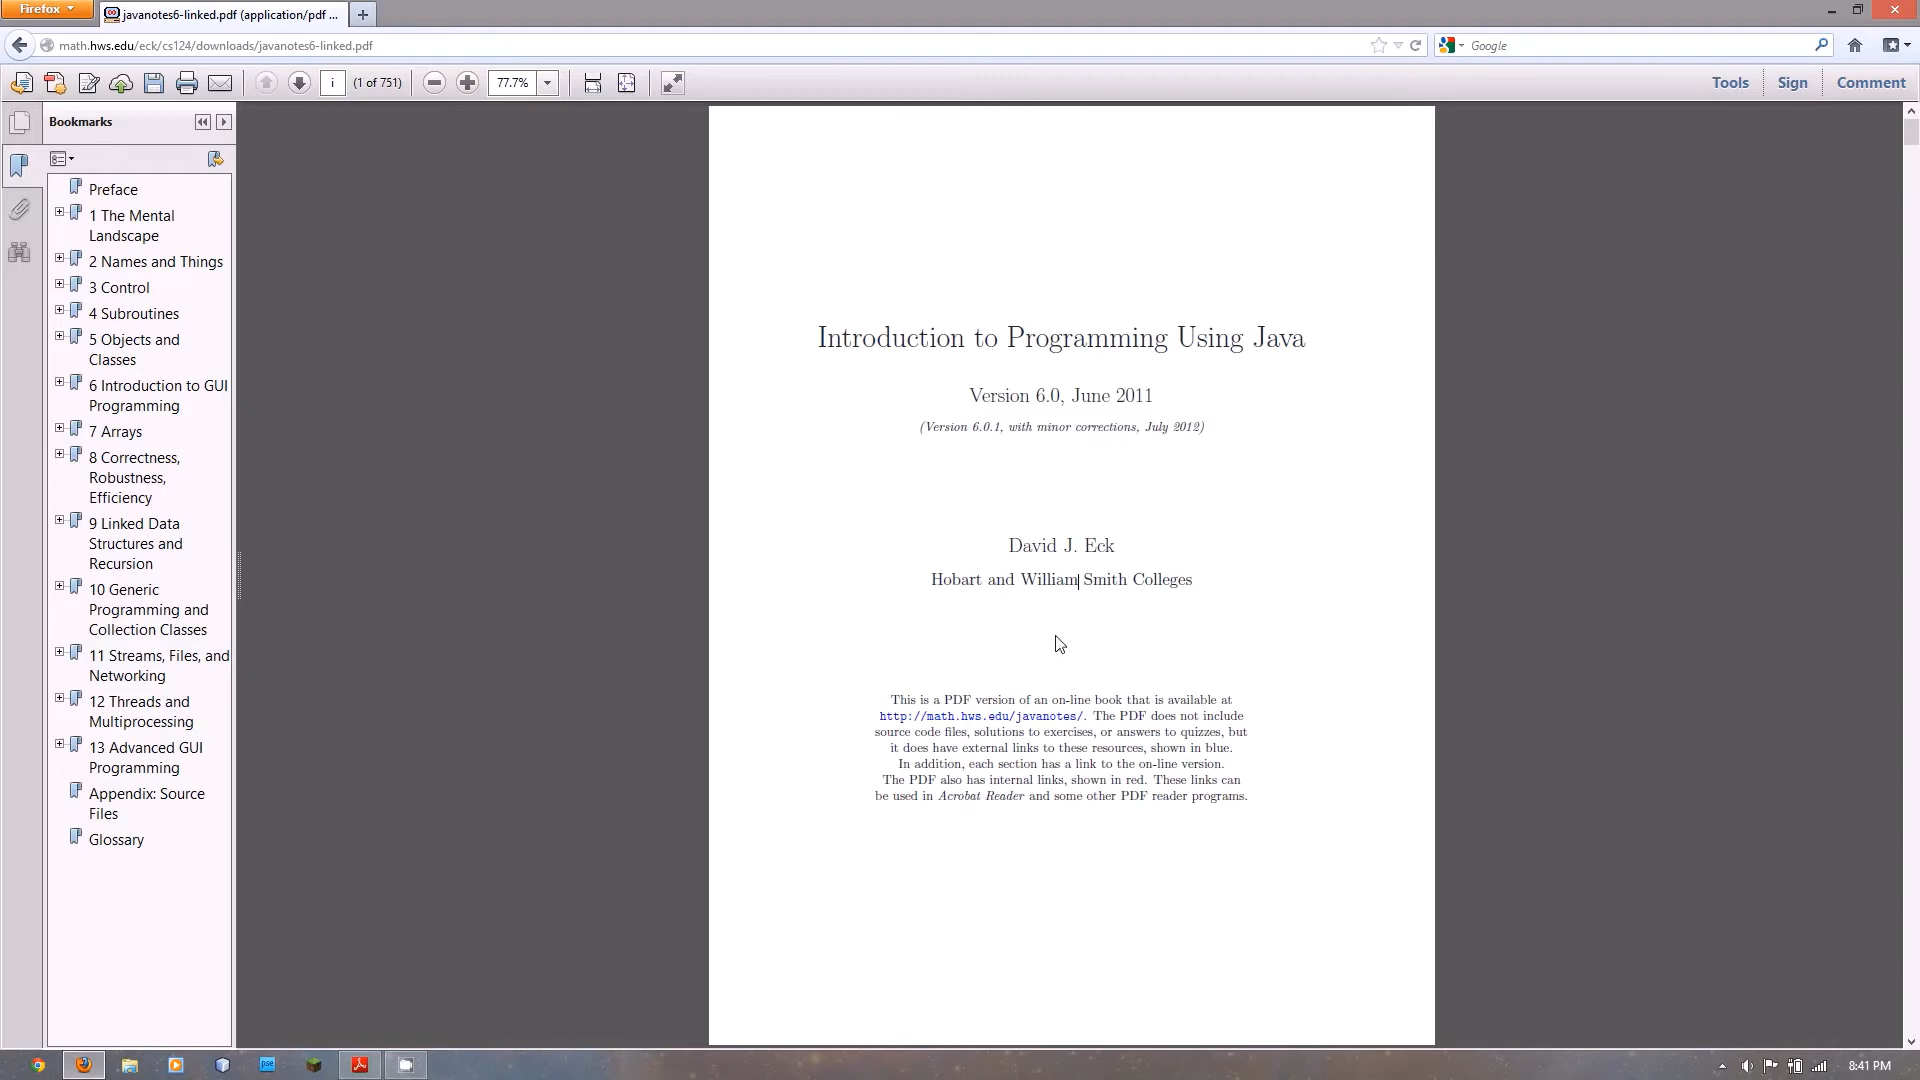 Firefox
javanotes6-linked.pdf (application/pdf ...
math.hws.edu/eck/cs124/downloads/javanotes6-linked.pdf
Google
i
(1 of 751)
77.7%
Tools
Sign
Comment
Bookmarks
Preface
1 The Mental
Landscape
2 Names and Things
3 Control
4 Subroutines
5 Objects and
Classes
6 Introduction to GUI
Programming
7 Arrays
8 Correctness,
Robustness,
Efficiency
9 Linked Data
Structures and
Recursion
10 Generic
Programming and
Collection Classes
11 Streams, Files, and
Networking
12 Threads and
Multiprocessing
13 Advanced GUI
Programming
Appendix: Source
Files
Glossary
Introduction to Programming Using Java
Version 6.0, June 2011
(Version 6.0.1, with minor corrections, July 2012)
David J. Eck
Hobart and William Smith Colleges
This is a PDF version of an on-line book that is available at
http://math.hws.edu/javanotes/. The PDF does not include
source code files, solutions to exercises, or answers to quizzes, but
it does have external links to these resources, shown in blue.
In addition, each section has a link to the on-line version.
The PDF also has internal links, shown in red. These links can
be used in Acrobat Reader and some other PDF reader programs.
pse
8:41 PM